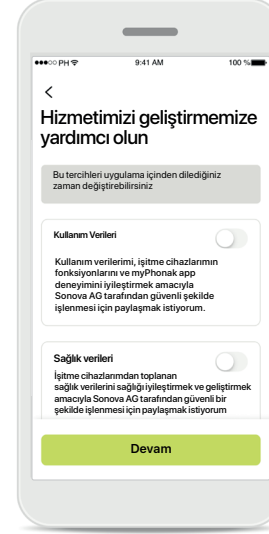 ●●●○○ PH 9:41 AM 100 %
Hizmetimizi geliştirmemize
yardımcı olun
Bu tercihleri uygulama içinden dilediğiniz
zaman değiştirebilirsiniz
Kullanım Verileri
Kullanım verilerimi, işitme cihazlarımın
fonksiyonlarını ve myPhonak app
deneyimini iyileştirmek amacıyla
Sonova AG tarafından güvenli şekilde
işlenmesi için paylaşmak istiyorum.
Sağlık verileri
İşitme cihazlarımdan toplanan
sağlık verilerini sağlığı iyileştirmek ve geliştirmek
amacıyla Sonova AG tarafından güvenli bir
şekilde işlenmesi için paylaşmak istiyorum
Devam